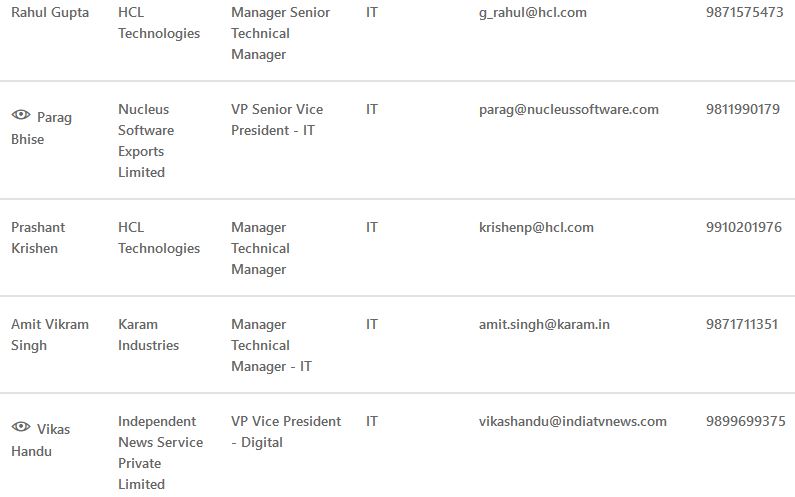 Rahul Gupta HCL Manager Senior IT g_rahul@hcl.com 9871575473
Technologies Technical
Manager
Parag Nucleus VP Senior Vice IT parag@nucleussoftware.com 9811990179
Bhise Software President - IT
Exports
Limited
Prashant HCL Manager IT krishenp@hcl.com 9910201976
Krishen Technologies Technical
Manager
Amit Vikram Karam Manager IT amit.singh@karam.in 9871711351
Singh Industries Technical
Manager - IT
Vikas Independent VP Vice President IT vikashandu@indiatvnews.com 9899699375
Handu News Service - Digital
Private
Limited